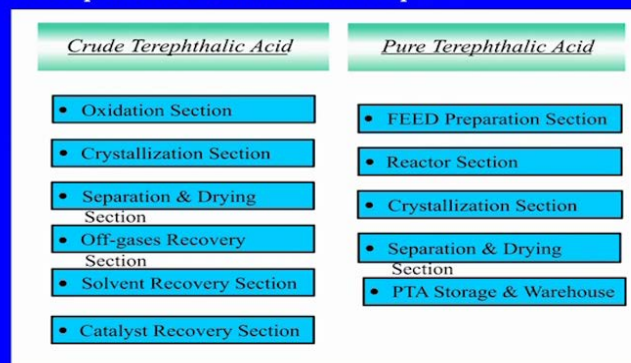 Crude Terephthalic Acid
• Oxidation Section
• Crystallization Section
• Separation & Drying
Section
• Off-gases Recovery
Section
• Solvent Recovery Section
• Catalyst Recovery Section
Pure Terephthalic Acid
• FEED Preparation Section
• Reactor Section
• Crystallization Section
• Separation & Drying
Section
• PTA Storage & Warehouse